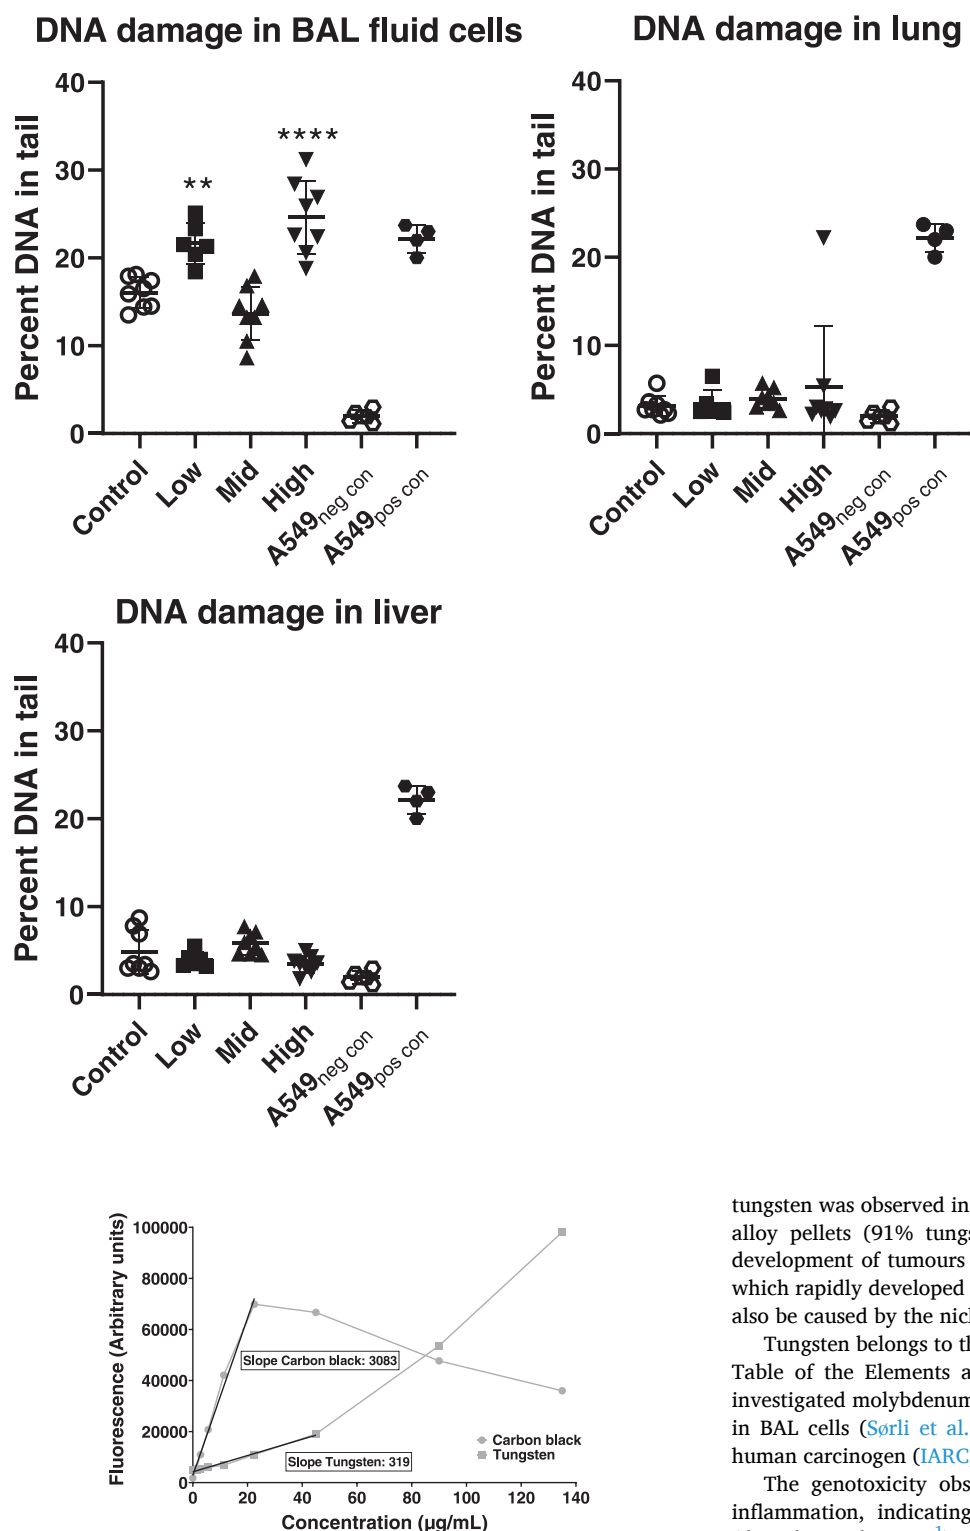 DNA damage in BAL fluid cells
Percent DNA in tail
40
30
20
10
0
**
****
Control
Low
Mid
High
A549neg con
A549pos con
DNA damage in lung
Percent DNA in tail
40
30
20
10
0
Control
Low
Mid
High
A549neg con
A549pos con
DNA damage in liver
Percent DNA in tail
40
30
20
10
0
Control
Low
Mid
High
A549neg con
A549pos con
Fluorescence (Arbitrary units)
100000
80000
60000
40000
20000
0
Slope Carbon black: 3083
Slope Tungsten: 319
Carbon black
Tungsten
0 20 40 60 80 100 120 140
Concentration (µg/mL)
tungsten was observed in
alloy pellets (91% tungs
development of tumours
which rapidly developed
also be caused by the nich
Tungsten belongs to th
Table of the Elements a
investigated molybdenum
in BAL cells (Sørli et al.
human carcinogen (IARC
The genotoxicity obs
inflammation, indicating